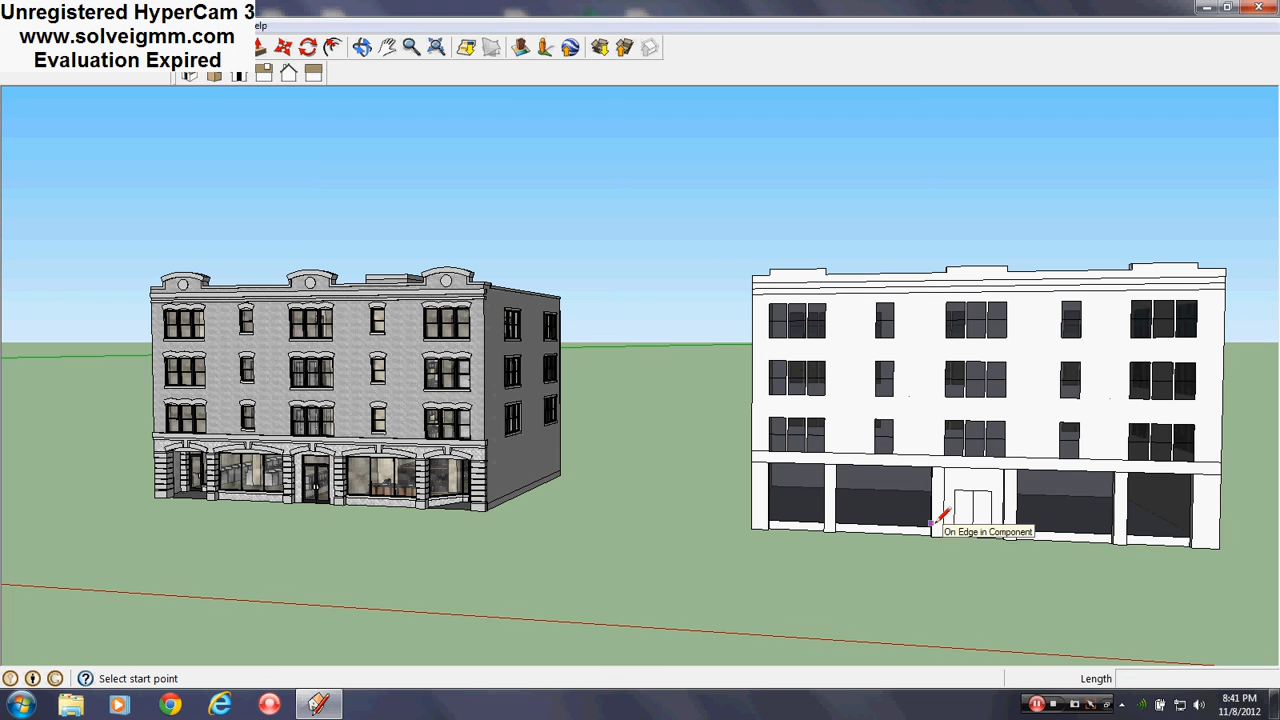 Unregistered HyperCam 3
www.solveigmm.com
Evaluation Expired
elp
On Edge in Component
Select start point
Length
8:41 PM
11/8/2012